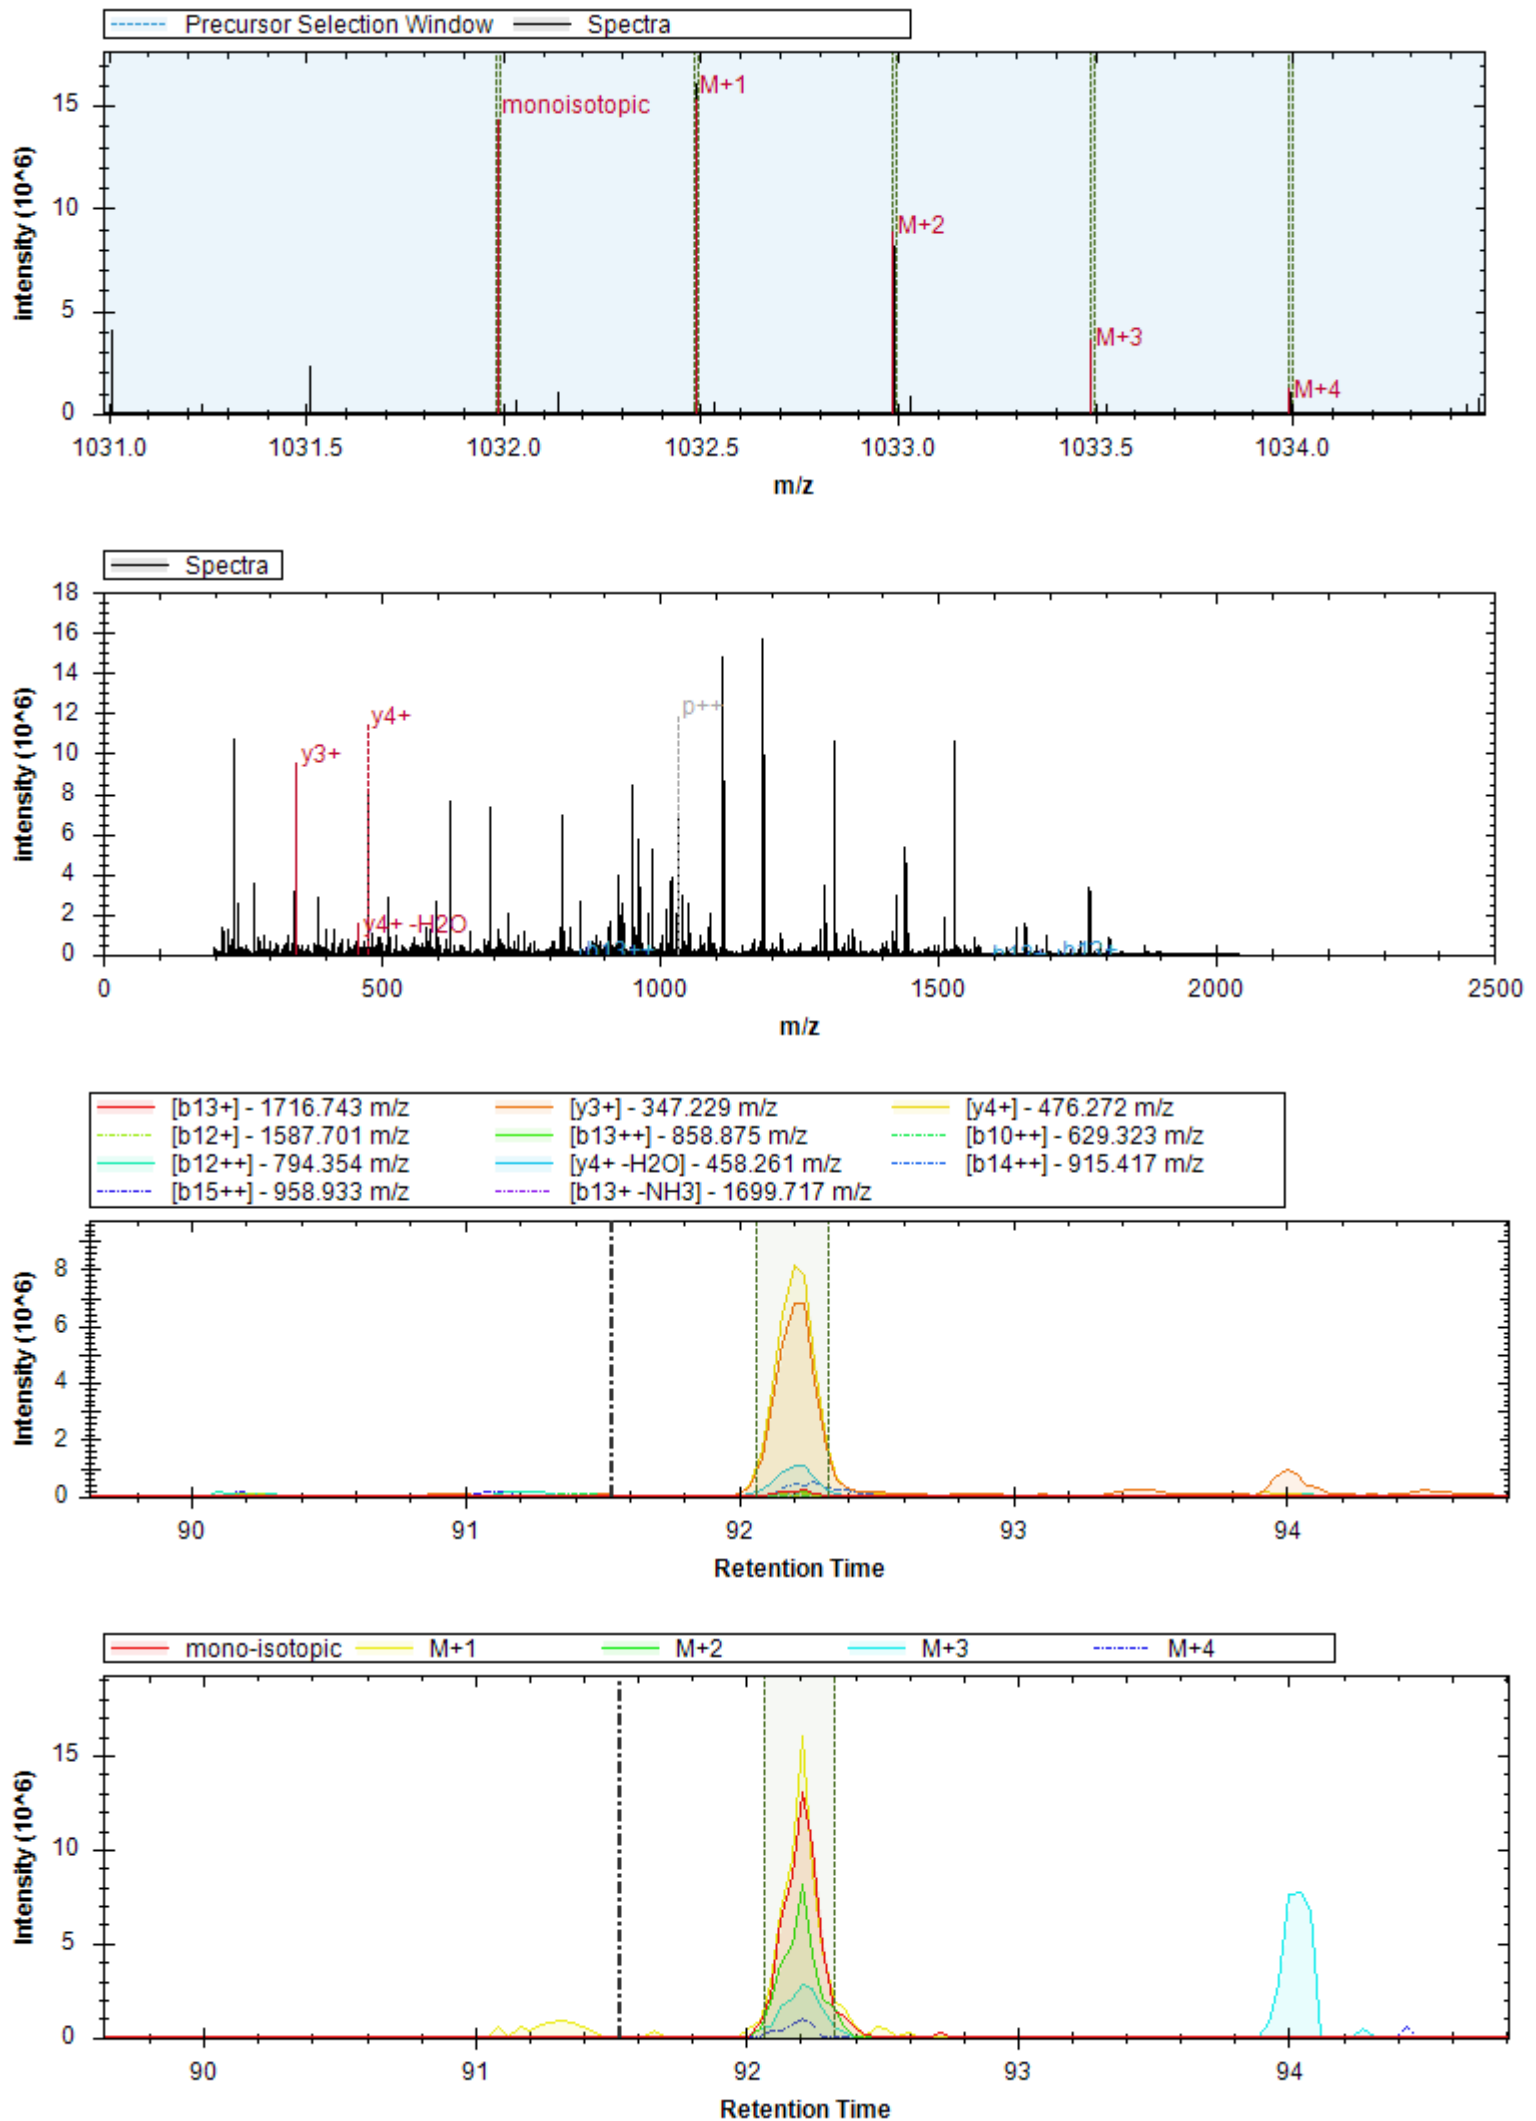 Precursor Selection Window Spectra
intensity (10^6)
15
10
5
0
monoisotopic
M+1
M+2
M+3
M+4
1031.0 1031.5 1032.0 1032.5 1033.0 1033.5 1034.0
m/z
Spectra
intensity (10^6)
18
16
14
12
10
8
6
4
2
0
p++
y4+
y3+
y4+ -H2O
b13++
b12+
0 500 1000 1500 2000 2500
m/z
[b13+] - 1716.743 m/z [y3+] - 347.229 m/z [y4+] - 476.272 m/z
[b12+] - 1587.701 m/z [b13++] - 858.875 m/z [b10++] - 629.323 m/z
[b12++] - 794.354 m/z [y4+ -H2O] - 458.261 m/z [b14++] - 915.417 m/z
[b15++] - 958.933 m/z [b13+ -NH3] - 1699.717 m/z
Intensity (10^6)
8
6
4
2
0
90 91 92 93 94
Retention Time
mono-isotopic M+1 M+2 M+3 M+4
Intensity (10^6)
15
10
5
0
90 91 92 93 94
Retention Time